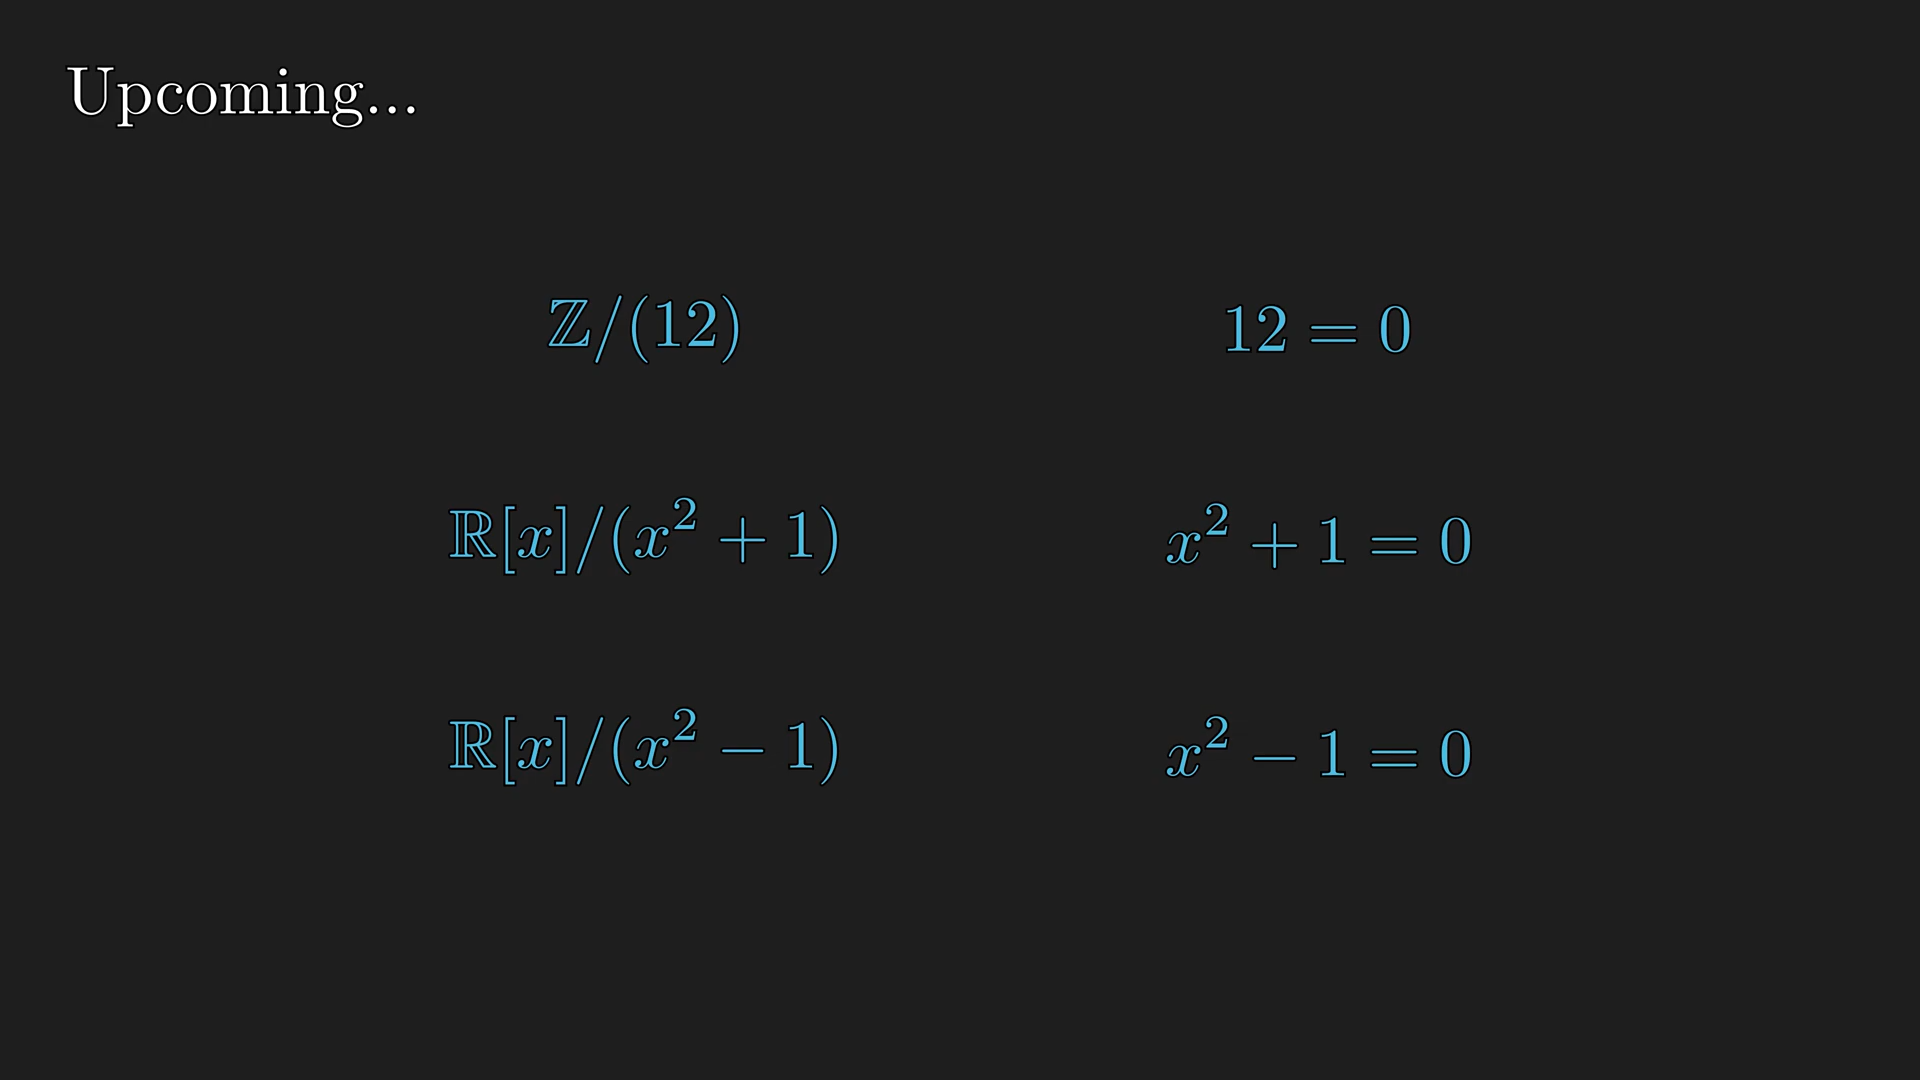 Upcoming...
ℤ/(12) 12 = 0
ℝ[x]/(x² + 1) x² + 1 = 0
ℝ[x]/(x² − 1) x² − 1 = 0